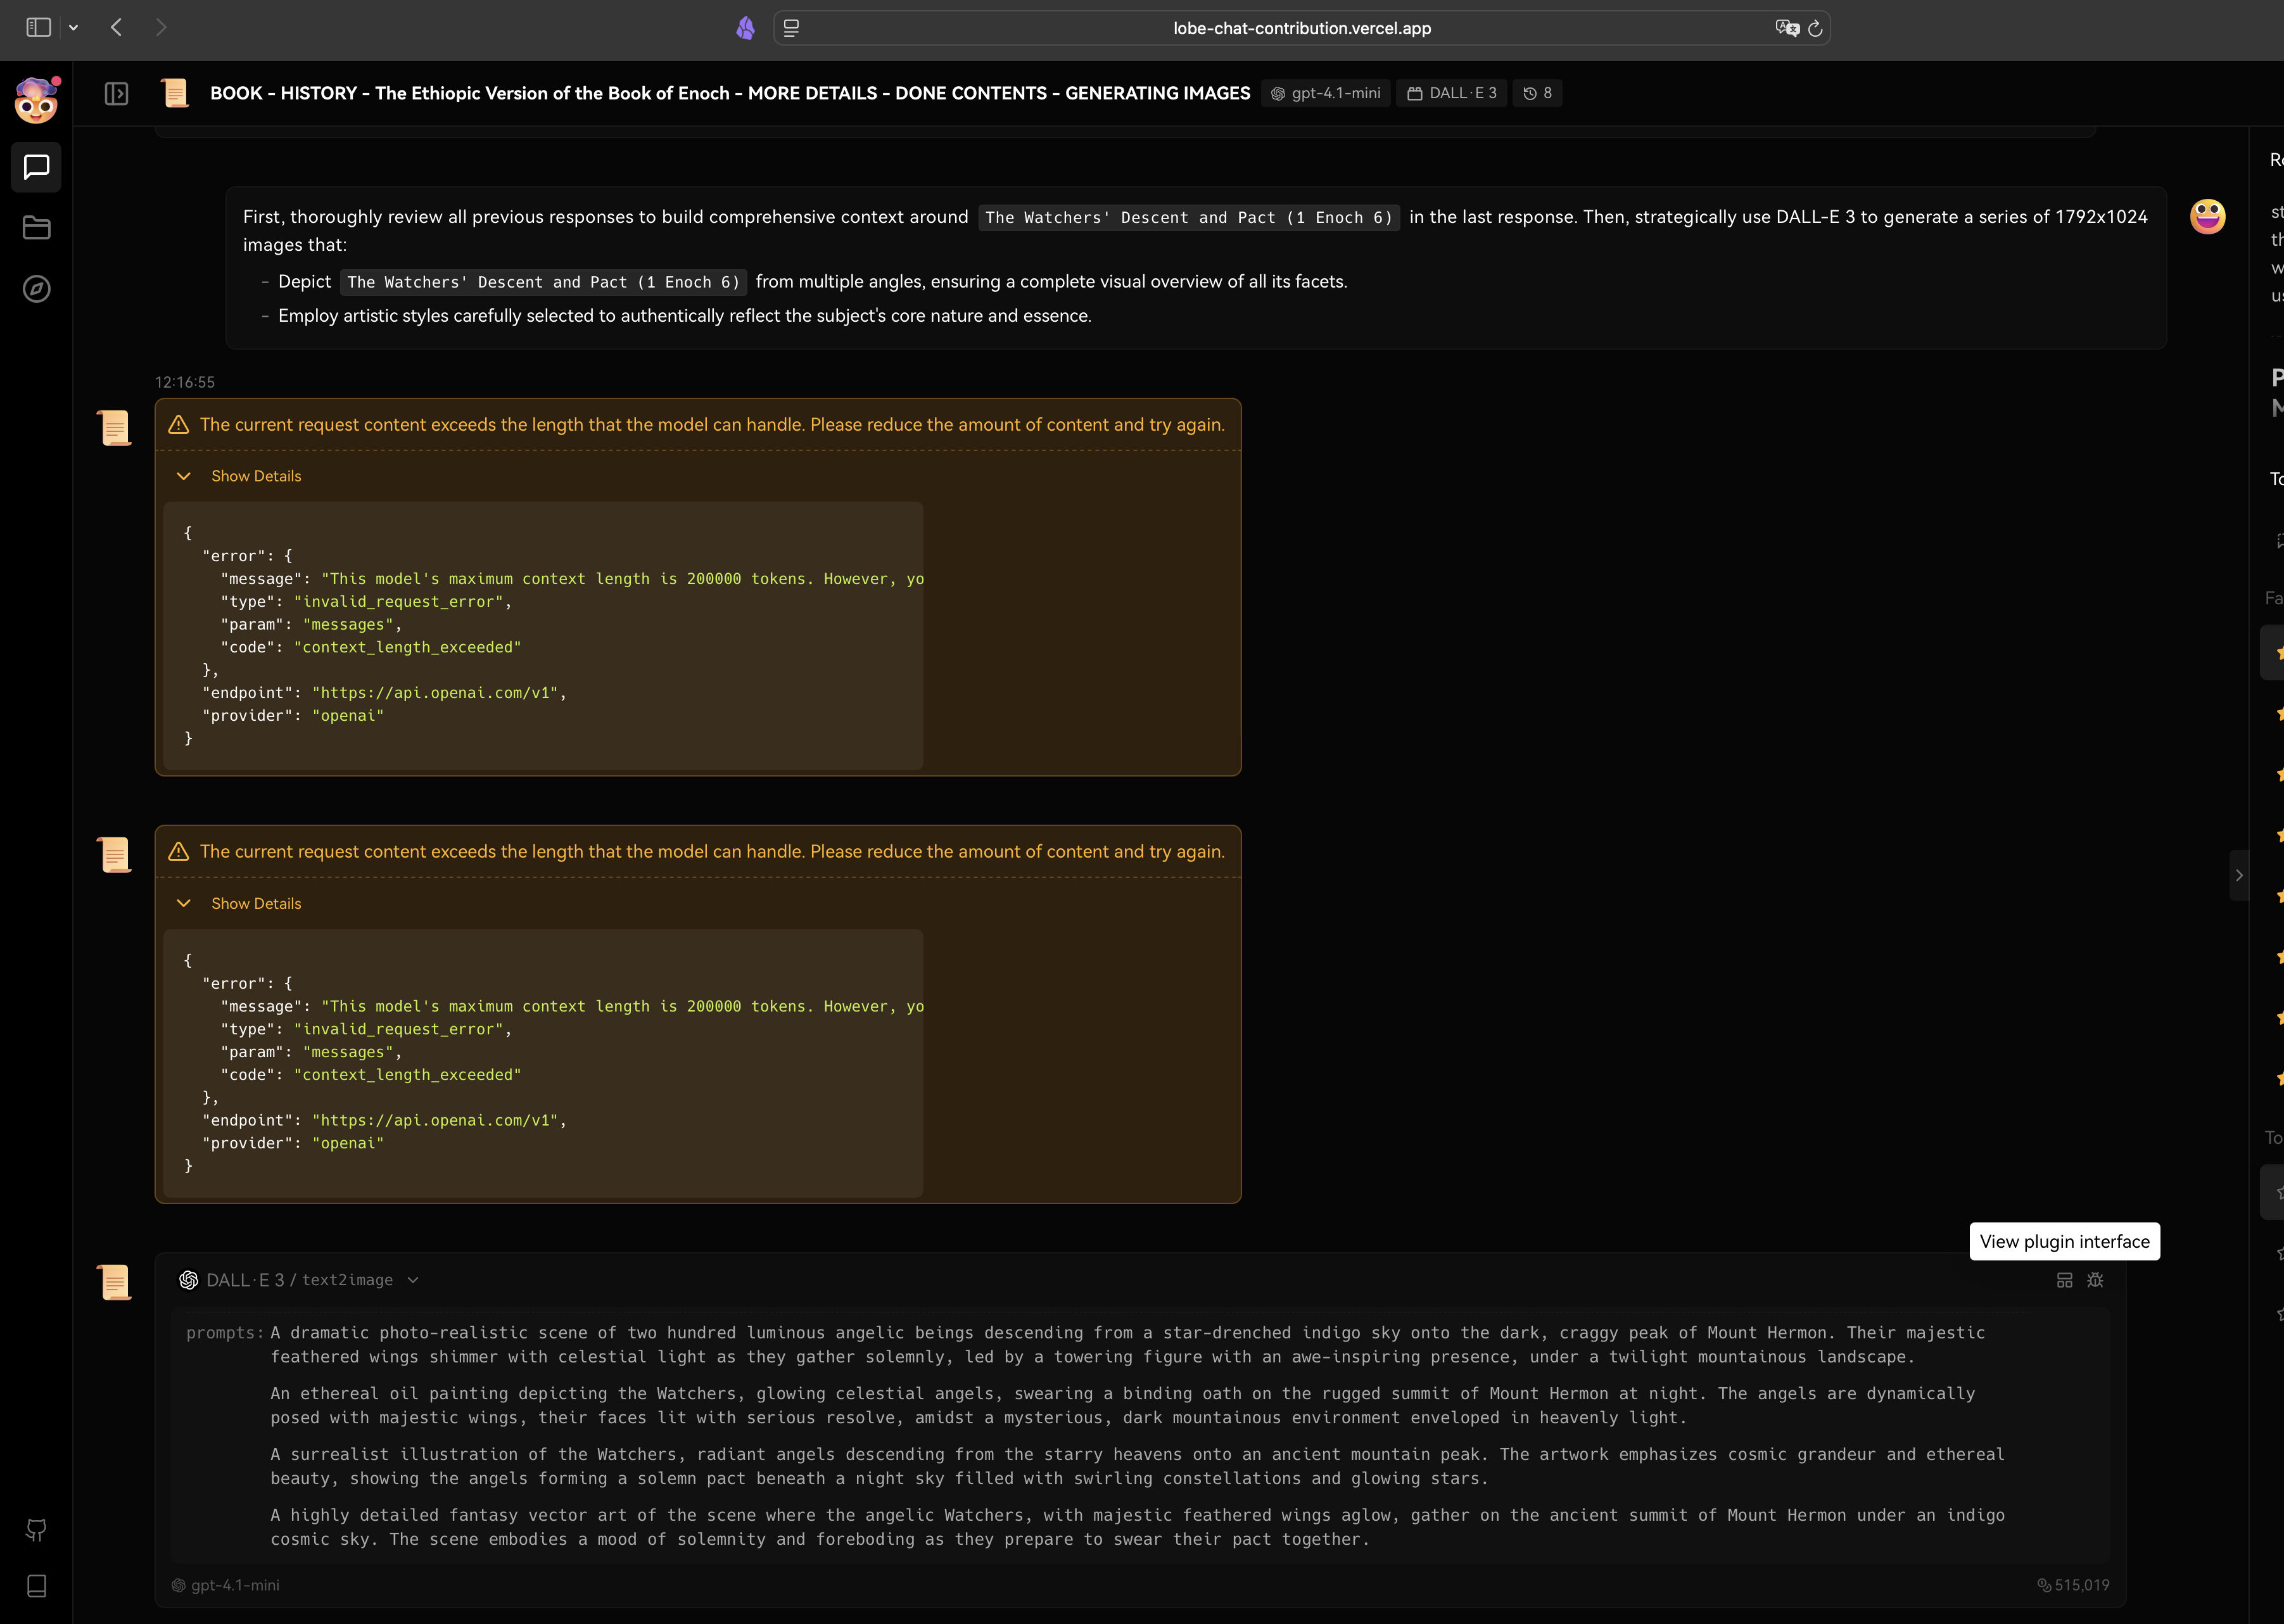 lobe-chat-contribution.vercel.app
BOOK - HISTORY - The Ethiopic Version of the Book of Enoch - MORE DETAILS - DONE CONTENTS - GENERATING IMAGES gpt-4.1-mini DALL·E 3 8
First, thoroughly review all previous responses to build comprehensive context around The Watchers' Descent and Pact (1 Enoch 6) in the last response. Then, strategically use DALL-E 3 to generate a series of 1792x1024
images that:
- Depict The Watchers' Descent and Pact (1 Enoch 6) from multiple angles, ensuring a complete visual overview of all its facets.
- Employ artistic styles carefully selected to authentically reflect the subject's core nature and essence.
12:16:55
The current request content exceeds the length that the model can handle. Please reduce the amount of content and try again.
Show Details
{
"error": {
"message": "This model's maximum context length is 200000 tokens. However, yo
"type": "invalid_request_error",
"param": "messages",
"code": "context_length_exceeded"
},
"endpoint": "https://api.openai.com/v1",
"provider": "openai"
}
The current request content exceeds the length that the model can handle. Please reduce the amount of content and try again.
Show Details
{
"error": {
"message": "This model's maximum context length is 200000 tokens. However, yo
"type": "invalid_request_error",
"param": "messages",
"code": "context_length_exceeded"
},
"endpoint": "https://api.openai.com/v1",
"provider": "openai"
}
View plugin interface
DALL·E 3 / text2image
prompts: A dramatic photo-realistic scene of two hundred luminous angelic beings descending from a star-drenched indigo sky onto the dark, craggy peak of Mount Hermon. Their majestic
feathered wings shimmer with celestial light as they gather solemnly, led by a towering figure with an awe-inspiring presence, under a twilight mountainous landscape.
An ethereal oil painting depicting the Watchers, glowing celestial angels, swearing a binding oath on the rugged summit of Mount Hermon at night. The angels are dynamically
posed with majestic wings, their faces lit with serious resolve, amidst a mysterious, dark mountainous environment enveloped in heavenly light.
A surrealist illustration of the Watchers, radiant angels descending from the starry heavens onto an ancient mountain peak. The artwork emphasizes cosmic grandeur and ethereal
beauty, showing the angels forming a solemn pact beneath a night sky filled with swirling constellations and glowing stars.
A highly detailed fantasy vector art of the scene where the angelic Watchers, with majestic feathered wings aglow, gather on the ancient summit of Mount Hermon under an indigo
cosmic sky. The scene embodies a mood of solemnity and foreboding as they prepare to swear their pact together.
gpt-4.1-mini 515,019